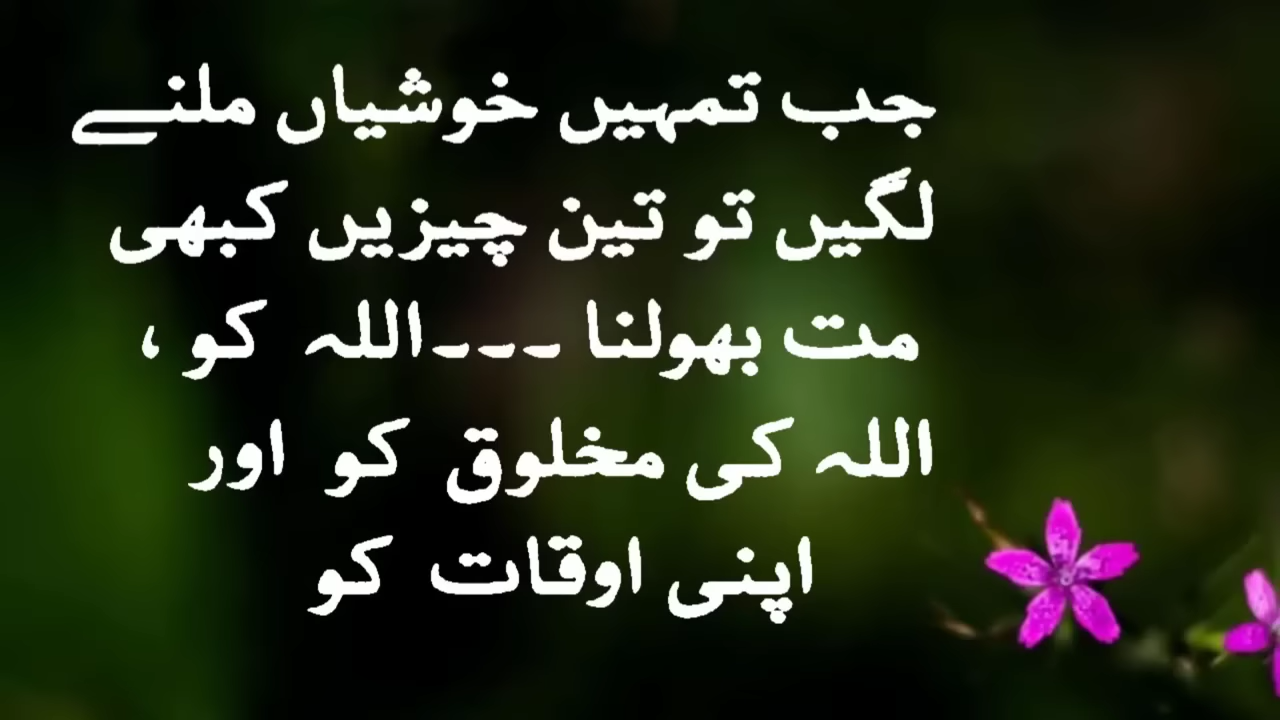 جب تمہیں خوشیاں ملنے
لگیں تو تین چیزیں کبھی
مت بھولنا ۔۔۔اللہ کو ،
اللہ کی مخلوق کو اور
اپنی اوقات کو